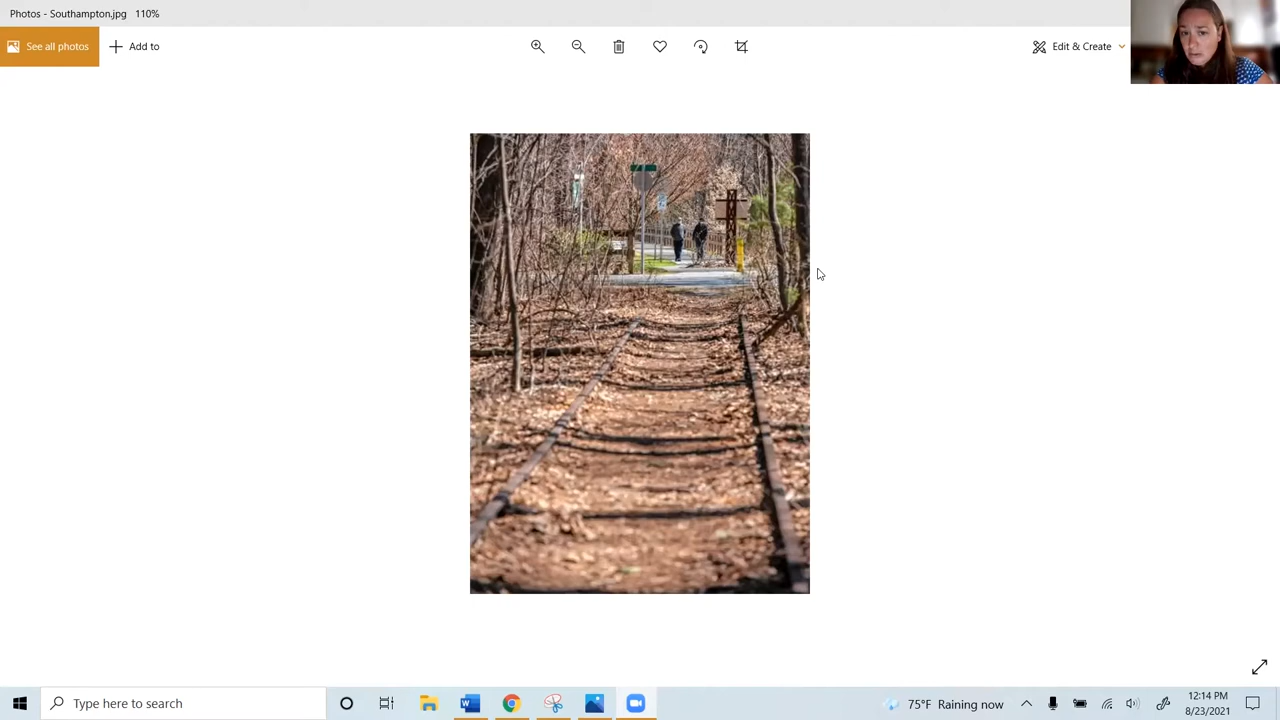 Photos - Southampton.jpg 110%
See all photos
Add to
Edit & Create
Type here to search
75°F Raining now
12:14 PM
8/23/2021